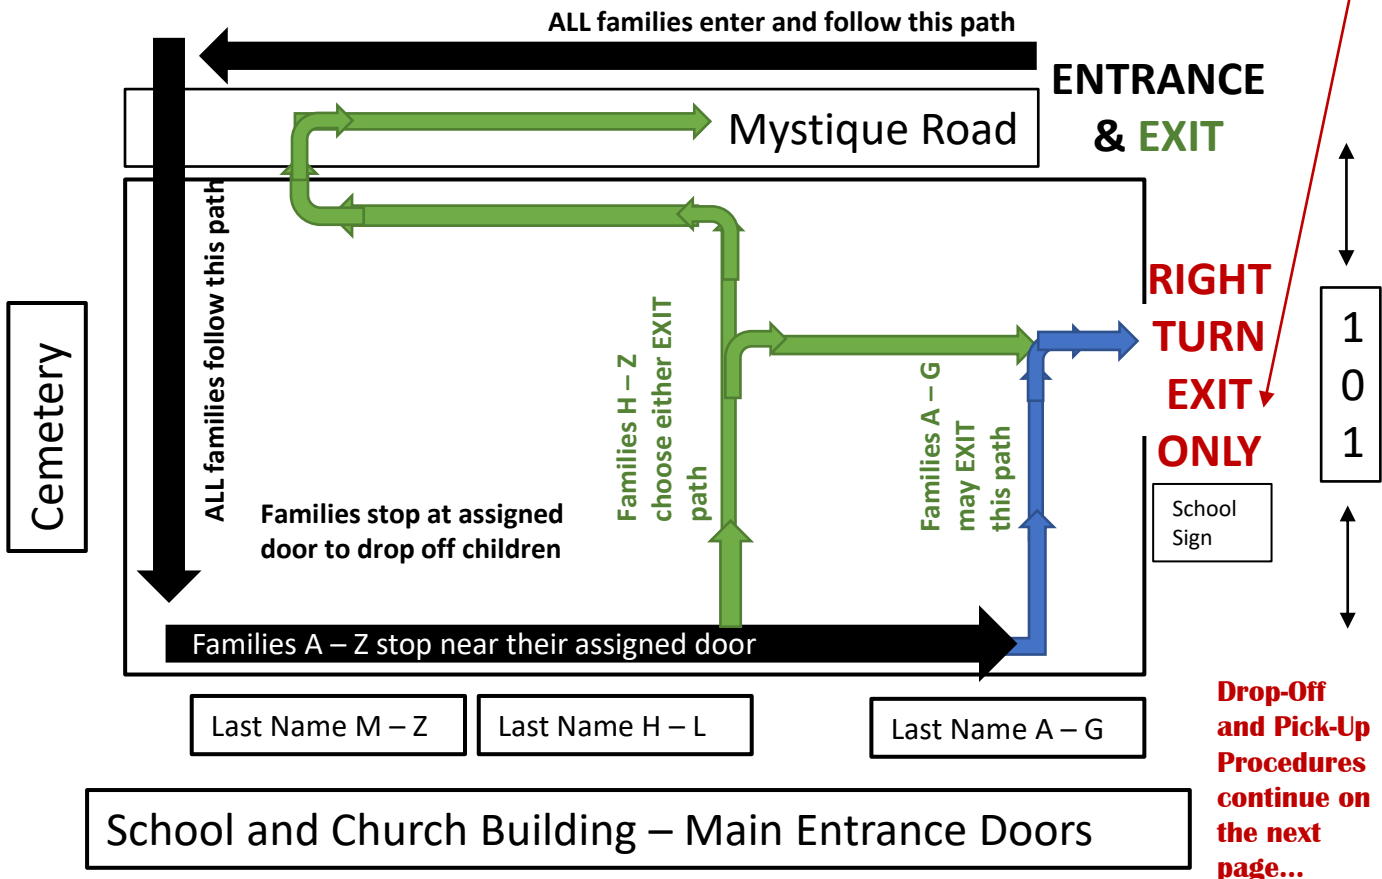 ALL families enter and follow this path
ENTRANCE
& EXIT
Mystique Road
ALL families follow this path
Cemetery
Families H – Z
choose either EXIT
path
Families A – G
may EXIT
this path
RIGHT
TURN
EXIT
ONLY
1
0
1
School
Sign
Families stop at assigned
door to drop off children
Families A – Z stop near their assigned door
Last Name M – Z
Last Name H – L
Last Name A – G
School and Church Building – Main Entrance Doors
Drop-Off
and Pick-Up
Procedures
continue on
the next
page...